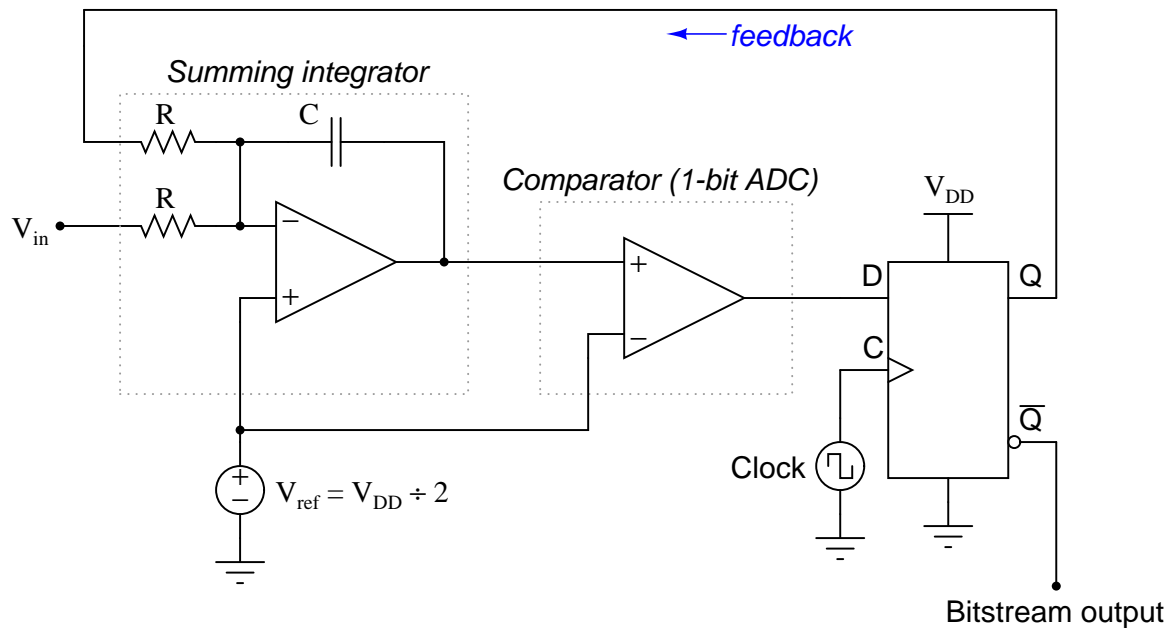 feedback
Summing integrator
R
C
R
Vin
−
+
Comparator (1-bit ADC)
+
−
VDD
D
Q
C
Q̅
Clock
+
−
Vref = VDD ÷ 2
Bitstream output